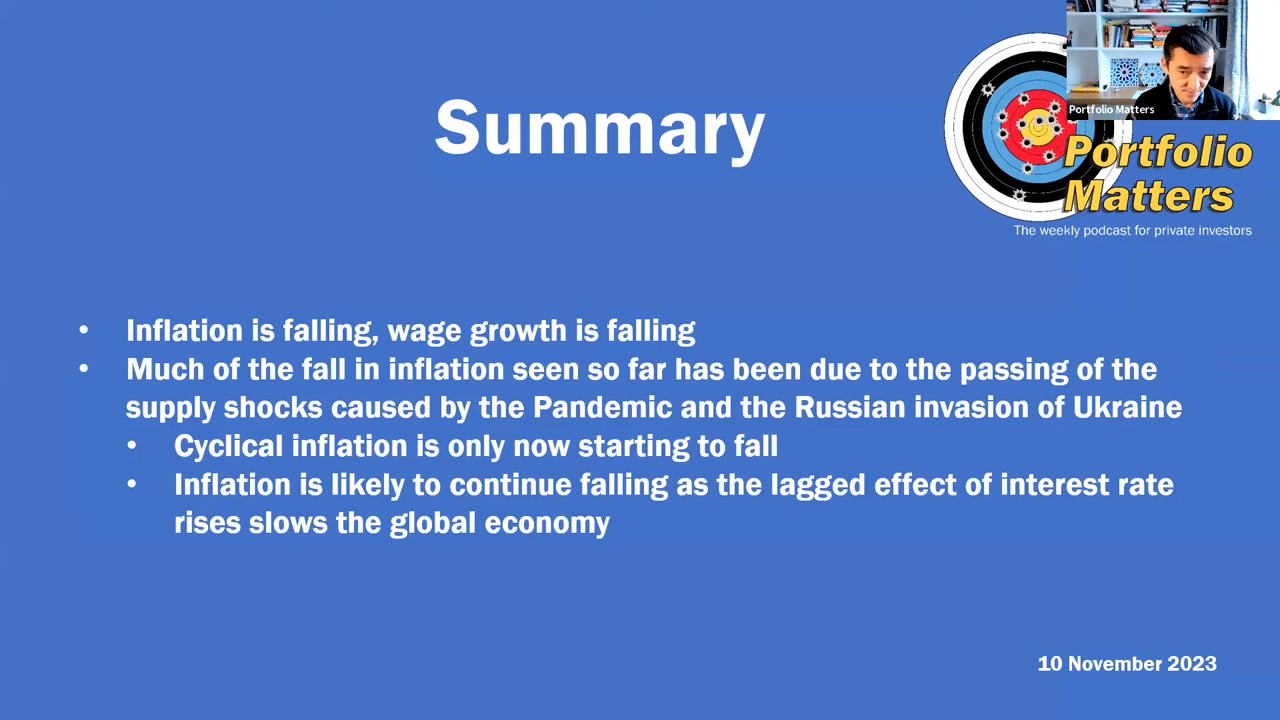 Summary
Portfolio Matters
Portfolio
Matters
The weekly podcast for private investors
• Inflation is falling, wage growth is falling
• Much of the fall in inflation seen so far has been due to the passing of the
supply shocks caused by the Pandemic and the Russian invasion of Ukraine
• Cyclical inflation is only now starting to fall
• Inflation is likely to continue falling as the lagged effect of interest rate
rises slows the global economy
10 November 2023